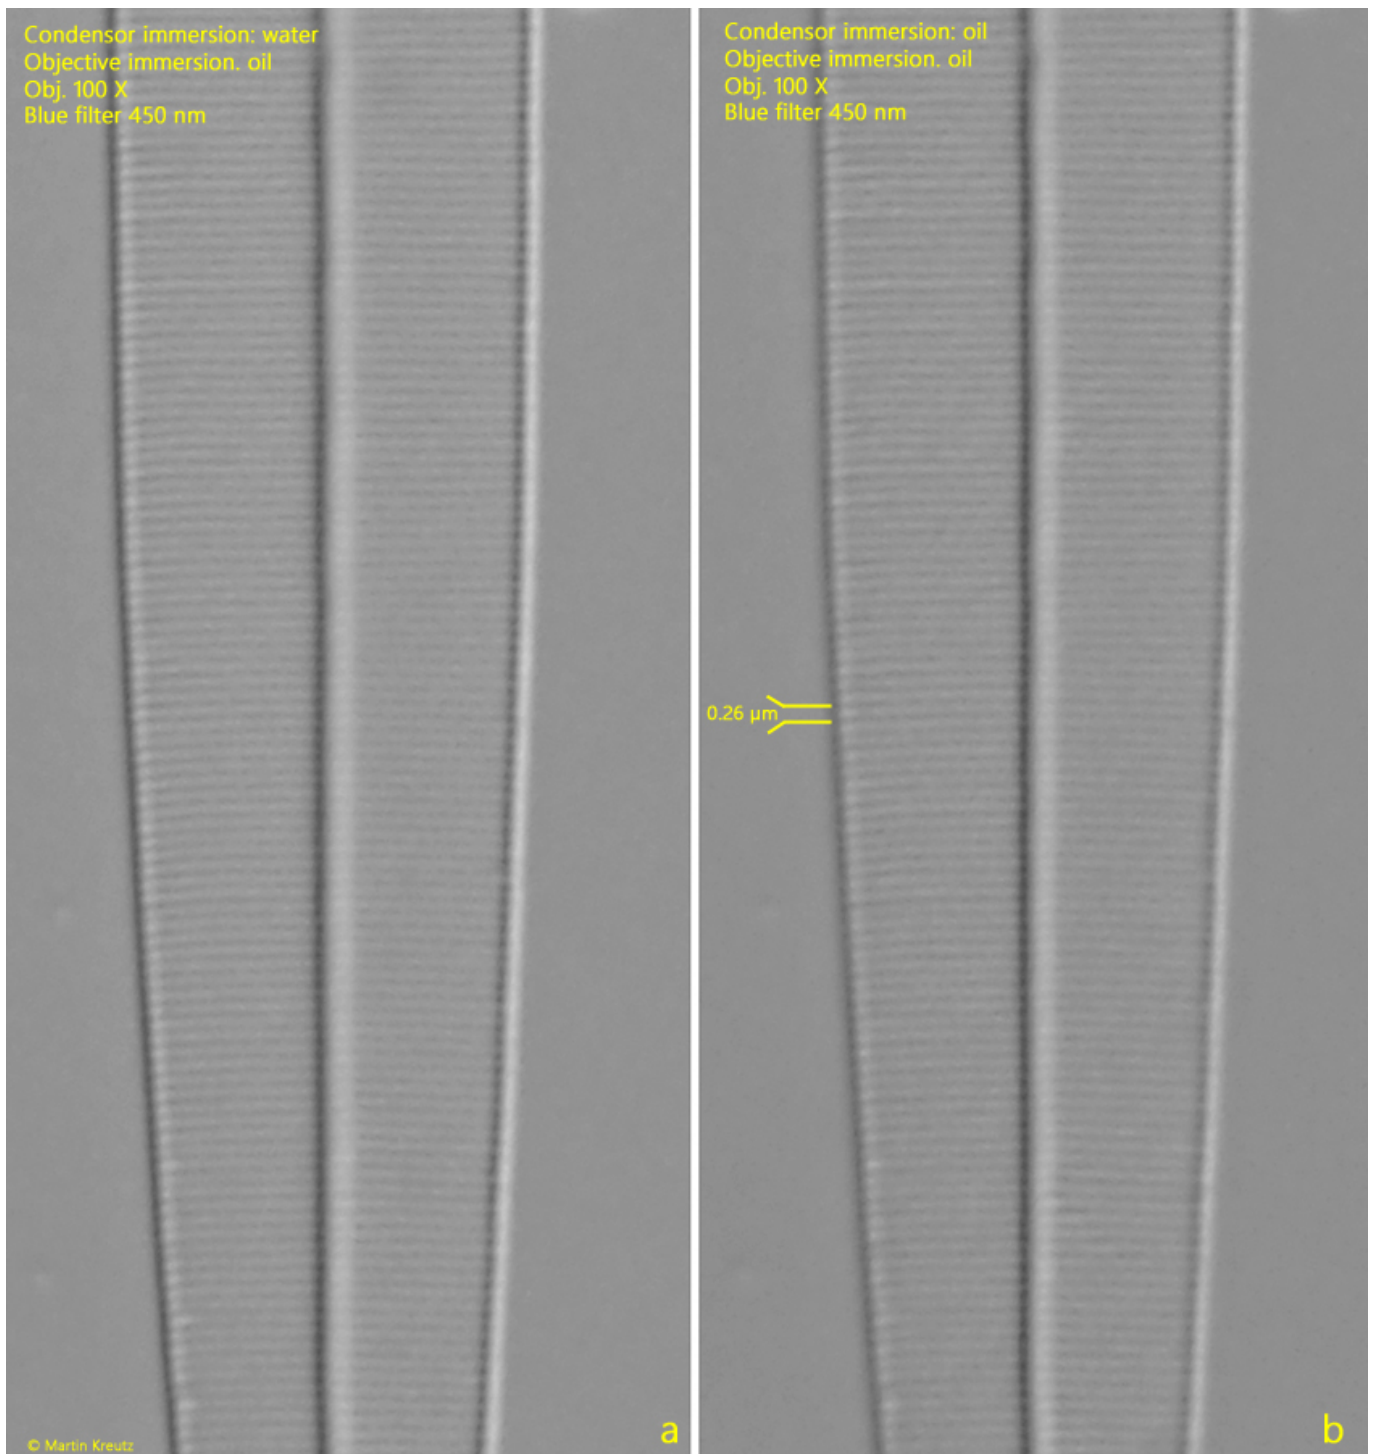 Condensor immersion: water
Objective immersion. oil
Obj. 100 X
Blue filter 450 nm
© Martin Kreutz
a
Condensor immersion: oil
Objective immersion. oil
Obj. 100 X
Blue filter 450 nm
0.26 µm
b